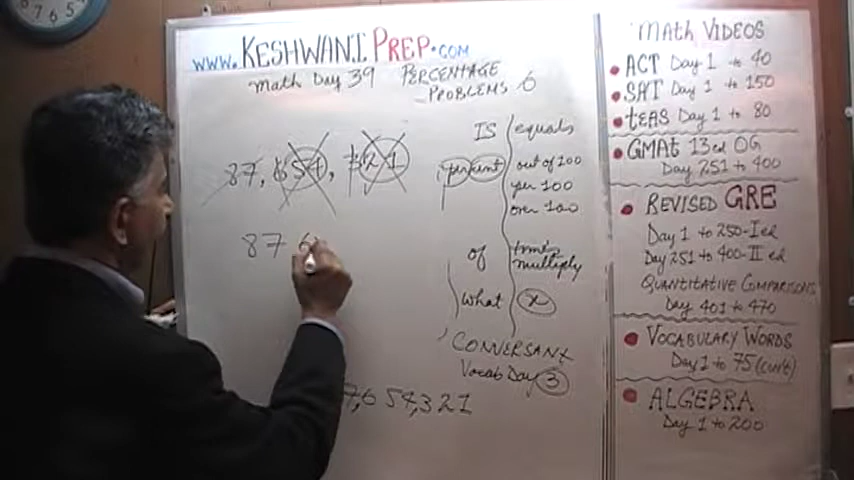 www.KESHWANIPREP.COM
Math Day 39 PERCENTAGE
PROBLEMS 6
IS equals
87,654,321
percent out of 100
per 100
over 100
87 6
of times
multiply
what x
CONVERSANT
Vocab Day 3
7,654,321
MATH VIDEOS
ACT Day 1 to 40
SAT Day 1 to 150
TEAS Day 1 to 80
GMAT 13ed OG
Day 251 to 400
REVISED GRE
Day 1 to 250-Ied
Day 251 to 400-II ed
QUANTITATIVE COMPARISONS
Day 401 to 470
VOCABULARY WORDS
Day 1 to 75
ALGEBRA
Day 1 to 200